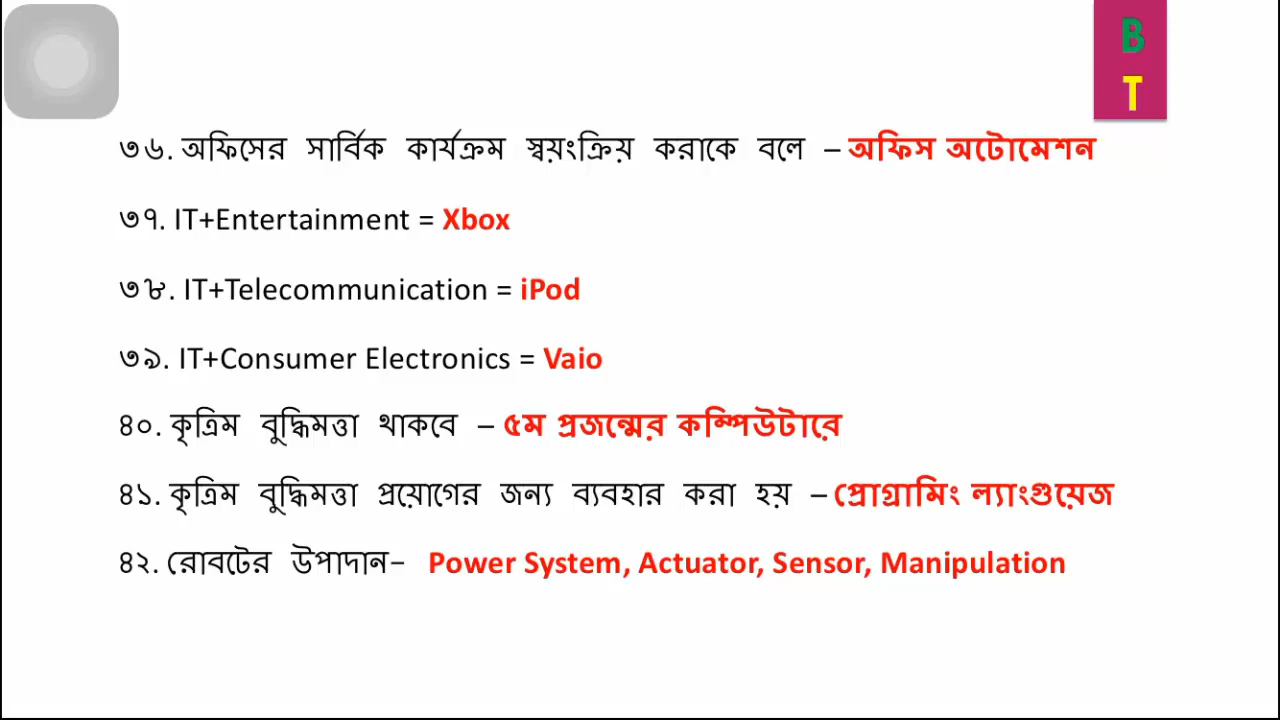 B
T
৩৬. অফিসের সার্বিক কার্যক্রম স্বয়ংক্রিয় করাকে বলে – অফিস অটোমেশন
৩৭. IT+Entertainment = Xbox
৩৮. IT+Telecommunication = iPod
৩৯. IT+Consumer Electronics = Vaio
৪০. কৃত্রিম বুদ্ধিমত্তা থাকবে – ৫ম প্রজন্মের কম্পিউটারে
৪১. কৃত্রিম বুদ্ধিমত্তা প্রয়োগের জন্য ব্যবহার করা হয় – প্রোগ্রামিং ল্যাংগুয়েজ
৪২. রোবটের উপাদান– Power System, Actuator, Sensor, Manipulation